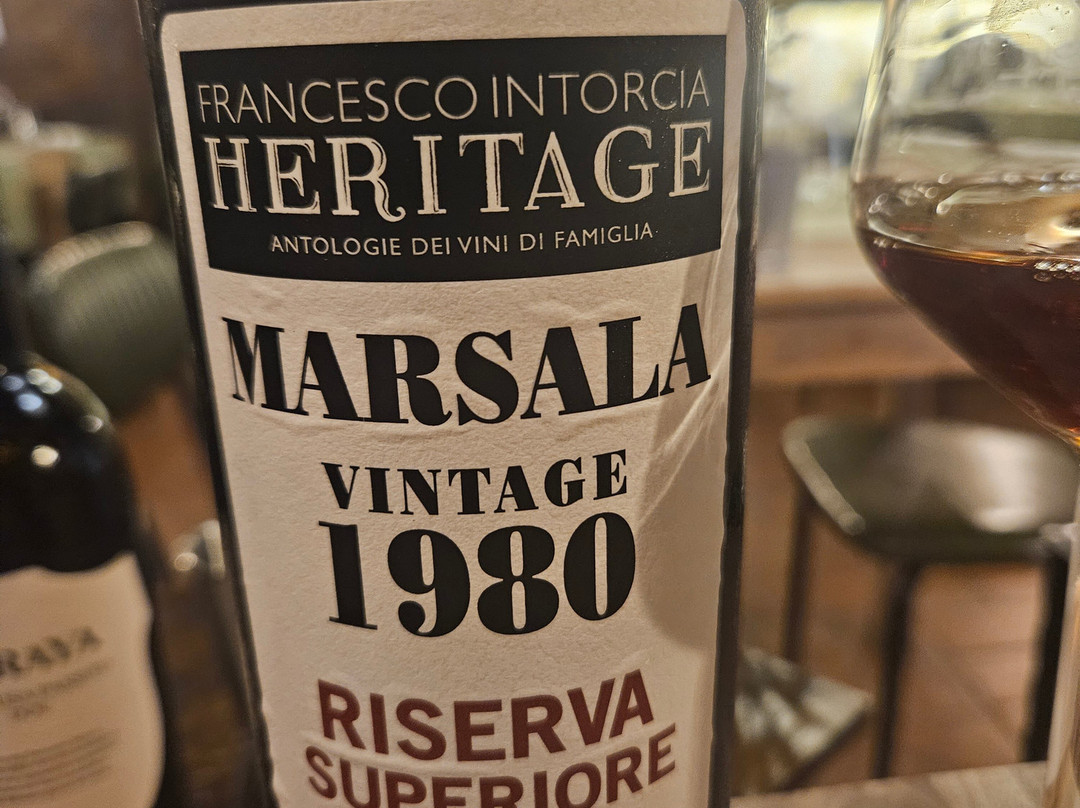 FRANCESCO INTORCIA
HERITAGE
ANTOLOGIE DEI VINI DI FAMIGLIA
MARSALA
VINTAGE
1980
RISERVA
SUPERIORE